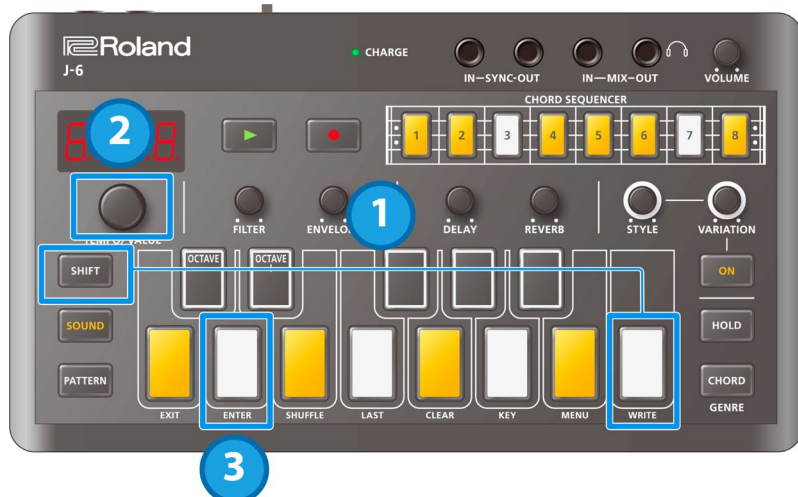 Roland
J-6
CHARGE
IN-SYNC-OUT
IN-MIX-OUT
VOLUME
CHORD SEQUENCER
1 2 3 4 5 6 7 8
2
1
FILTER
DELAY
REVERB
STYLE
VARIATION
SHIFT
OCTAVE
OCTAVE
ON
SOUND
HOLD
PATTERN
CHORD
GENRE
EXIT
ENTER
SHUFFLE
LAST
CLEAR
KEY
MENU
WRITE
3